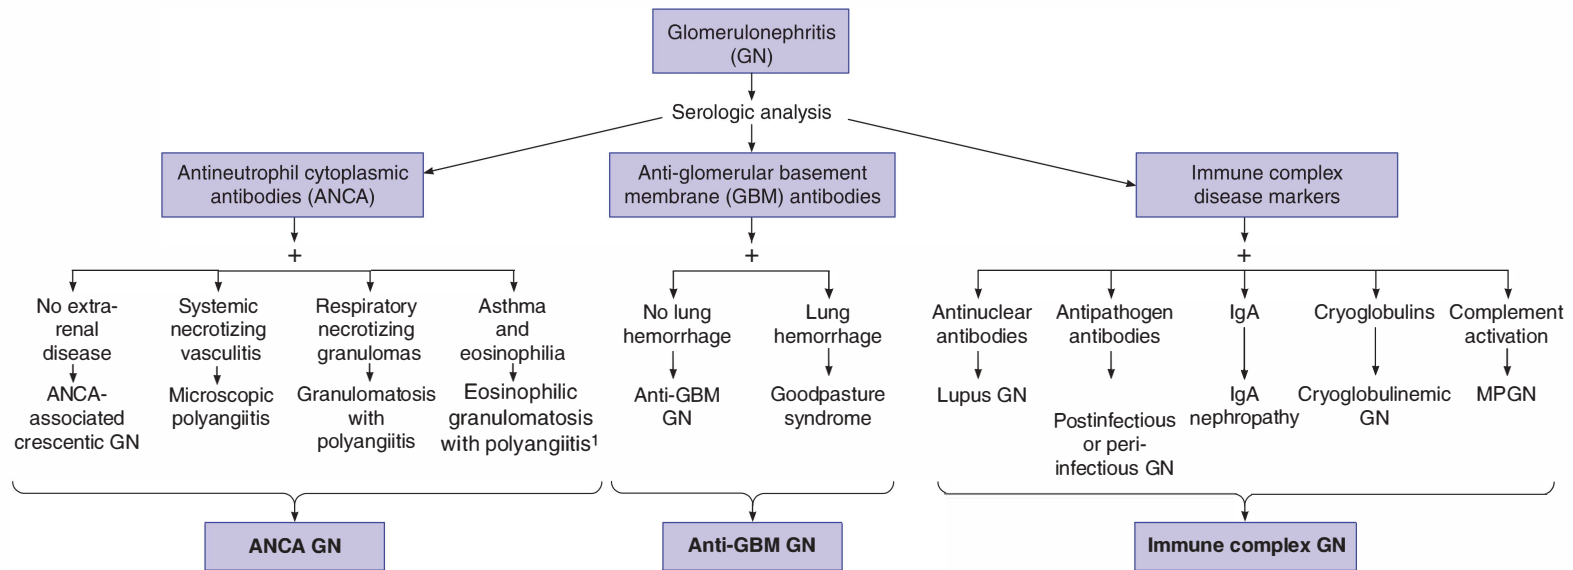 Glomerulonephritis
(GN)
Serologic analysis
Antineutrophil cytoplasmic
antibodies (ANCA)
Anti-glomerular basement
membrane (GBM) antibodies
Immune complex
disease markers
+
+
+
No extra-
renal
disease
Systemic
necrotizing
vasculitis
Respiratory
necrotizing
granulomas
Asthma
and
eosinophilia
No lung
hemorrhage
Lung
hemorrhage
Antinuclear
antibodies
Antipathogen
antibodies
IgA
Cryoglobulins
Complement
activation
ANCA-
associated
crescentic GN
Microscopic
polyangiitis
Granulomatosis
with
polyangiitis
Eosinophilic
granulomatosis
with polyangiitis¹
Anti-GBM
GN
Goodpasture
syndrome
Lupus GN
Postinfectious
or peri-
infectious GN
IgA
nephropathy
Cryoglobulinemic
GN
MPGN
ANCA GN
Anti-GBM GN
Immune complex GN